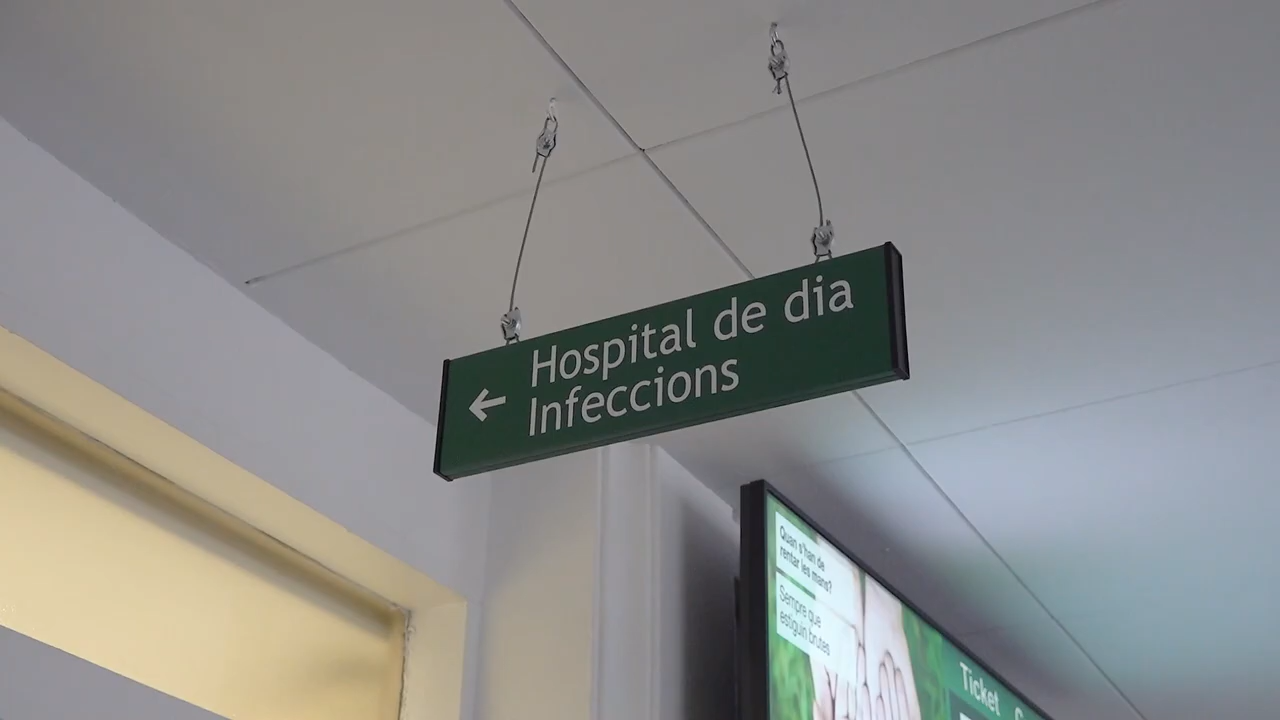 Hospital de dia
Infeccions
Quan s'han de
rentar les mans?
Sempre que
estiguin brutes
Ticket